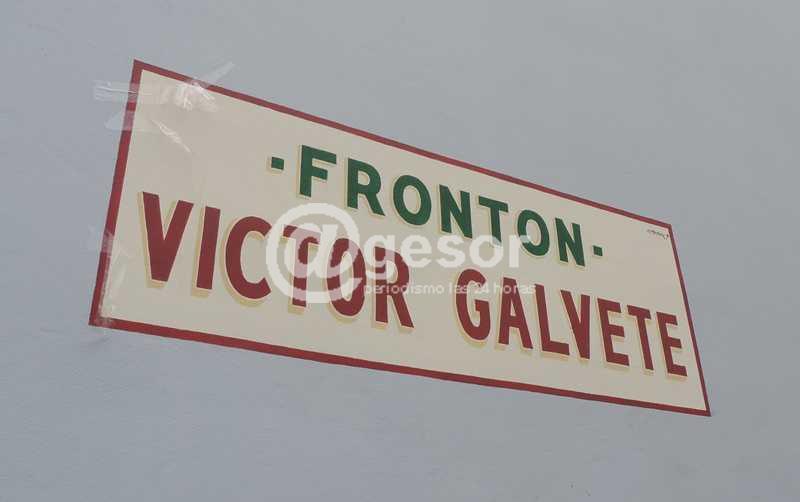 ·FRONTON·
VICTOR GALVETE
@gesor
periodismo las 24 horas